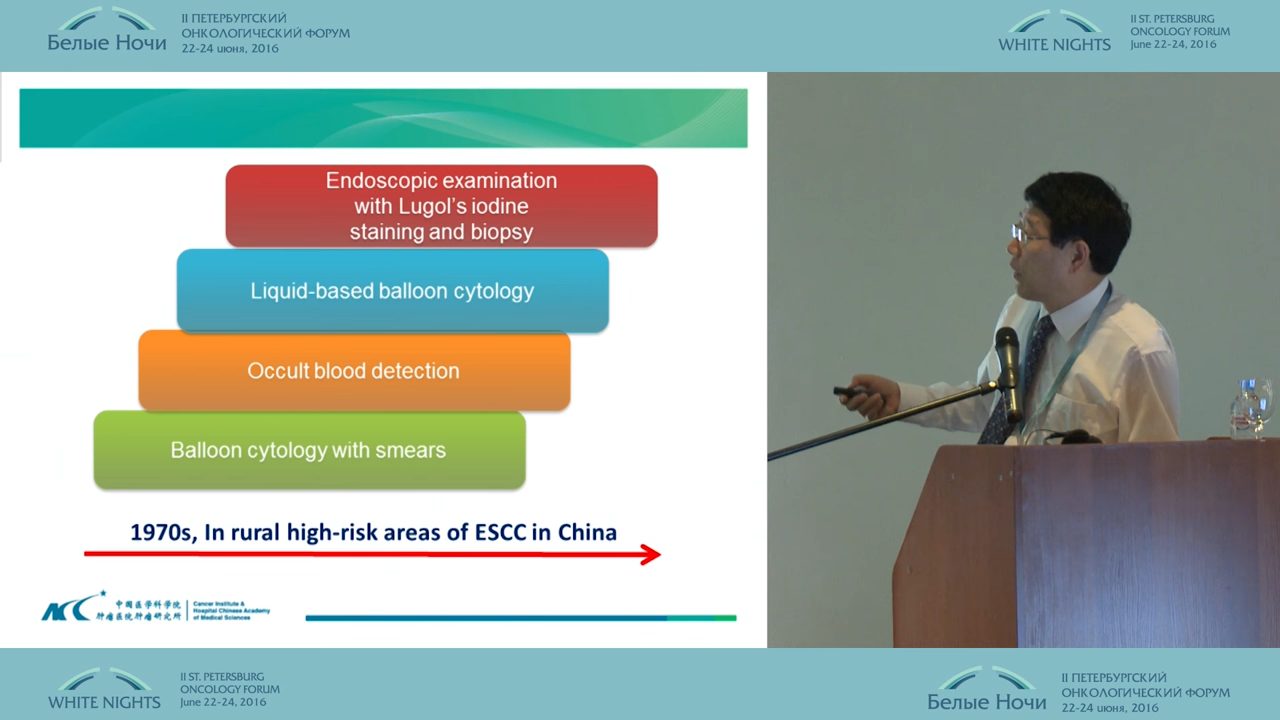 Белые Ночи
II ПЕТЕРБУРГСКИЙ
ОНКОЛОГИЧЕСКИЙ ФОРУМ
22-24 июня, 2016
WHITE NIGHTS
II ST. PETERSBURG
ONCOLOGY FORUM
June 22-24, 2016
Endoscopic examination
with Lugol's iodine
staining and biopsy
Liquid-based balloon cytology
Occult blood detection
Balloon cytology with smears
1970s, In rural high-risk areas of ESCC in China
中国医学科学院
肿瘤医院肿瘤研究所
Cancer Institute &
Hospital Chinese Academy
of Medical Sciences
WHITE NIGHTS
II ST. PETERSBURG
ONCOLOGY FORUM
June 22-24, 2016
Белые Ночи
II ПЕТЕРБУРГСКИЙ
ОНКОЛОГИЧЕСКИЙ ФОРУМ
22-24 июня, 2016